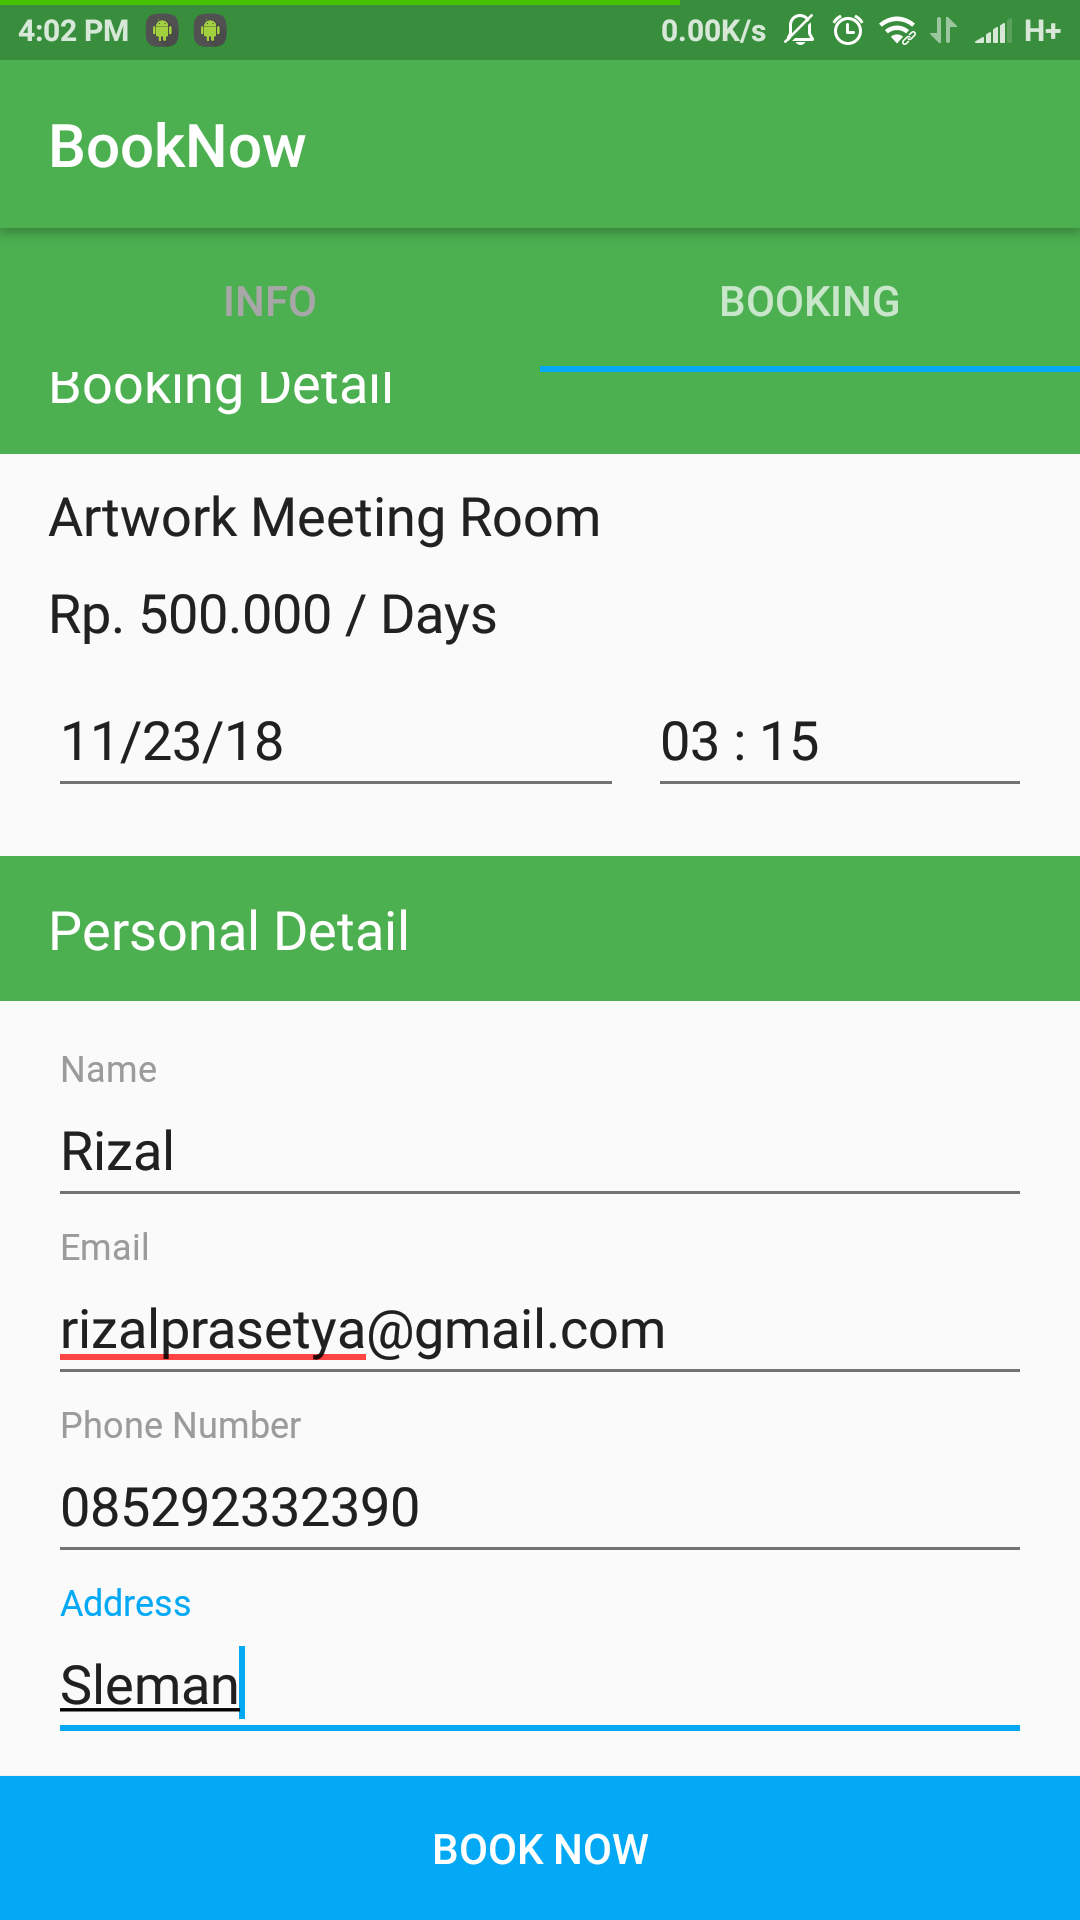 4:02 PM 0.00K/s H+
BookNow
INFO BOOKING
Booking Detail
Artwork Meeting Room
Rp. 500.000 / Days
11/23/18 03 : 15
Personal Detail
Name
Rizal
Email
rizalprasetya@gmail.com
Phone Number
085292332390
Address
Sleman
BOOK NOW